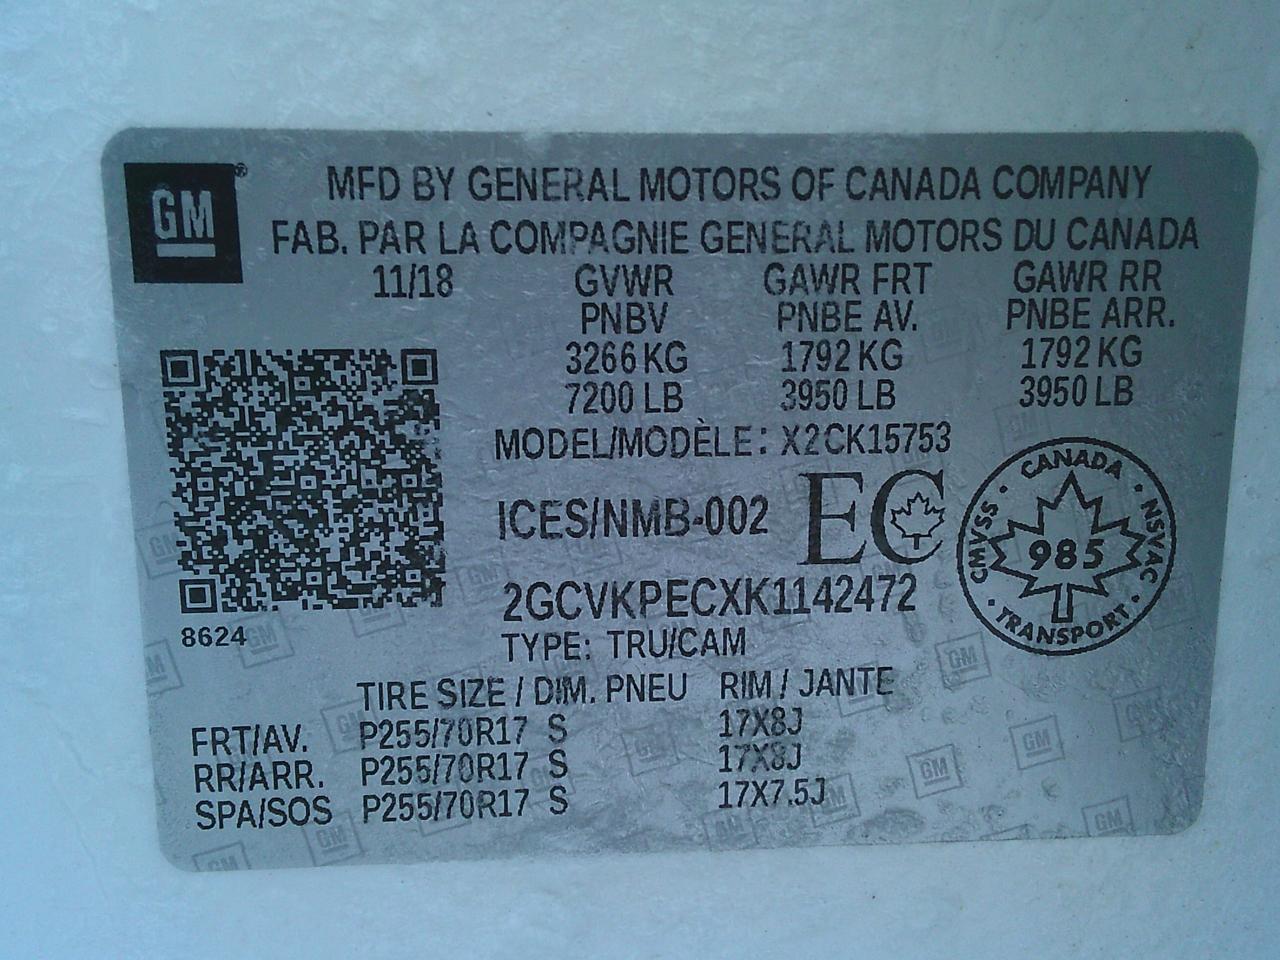 GM®
MFD BY GENERAL MOTORS OF CANADA COMPANY
FAB. PAR LA COMPAGNIE GENERAL MOTORS DU CANADA
11/18 GVWR GAWR FRT GAWR RR
PNBV PNBE AV. PNBE ARR.
3266 KG 1792 KG 1792 KG
7200 LB 3950 LB 3950 LB
MODEL/MODÈLE: X2CK15753
ICES/NMB-002 EC
CANADA
CMVSS 985 NSVAC
TRANSPORT
2GCVKPECXK1142472
8624
TYPE: TRU/CAM
TIRE SIZE / DIM. PNEU RIM / JANTE
FRT/AV. P255/70R17 S 17X8J
RR/ARR. P255/70R17 S 17X8J
SPA/SOS P255/70R17 S 17X7.5J